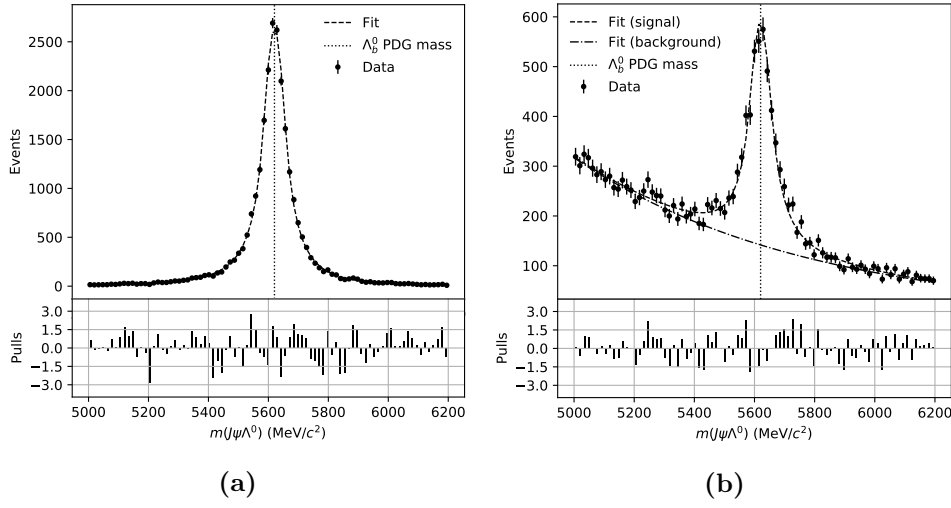 Fit
Λ_b^0 PDG mass
Data
Events
2500
2000
1500
1000
500
0
Pulls
3.0
1.5
0.0
−1.5
−3.0
5000 5200 5400 5600 5800 6000 6200
m(JψΛ^0) (MeV/c^2)
(a)
Fit (signal)
Fit (background)
Λ_b^0 PDG mass
Data
Events
600
500
400
300
200
100
Pulls
3.0
1.5
0.0
−1.5
−3.0
5000 5200 5400 5600 5800 6000 6200
m(JψΛ^0) (MeV/c^2)
(b)